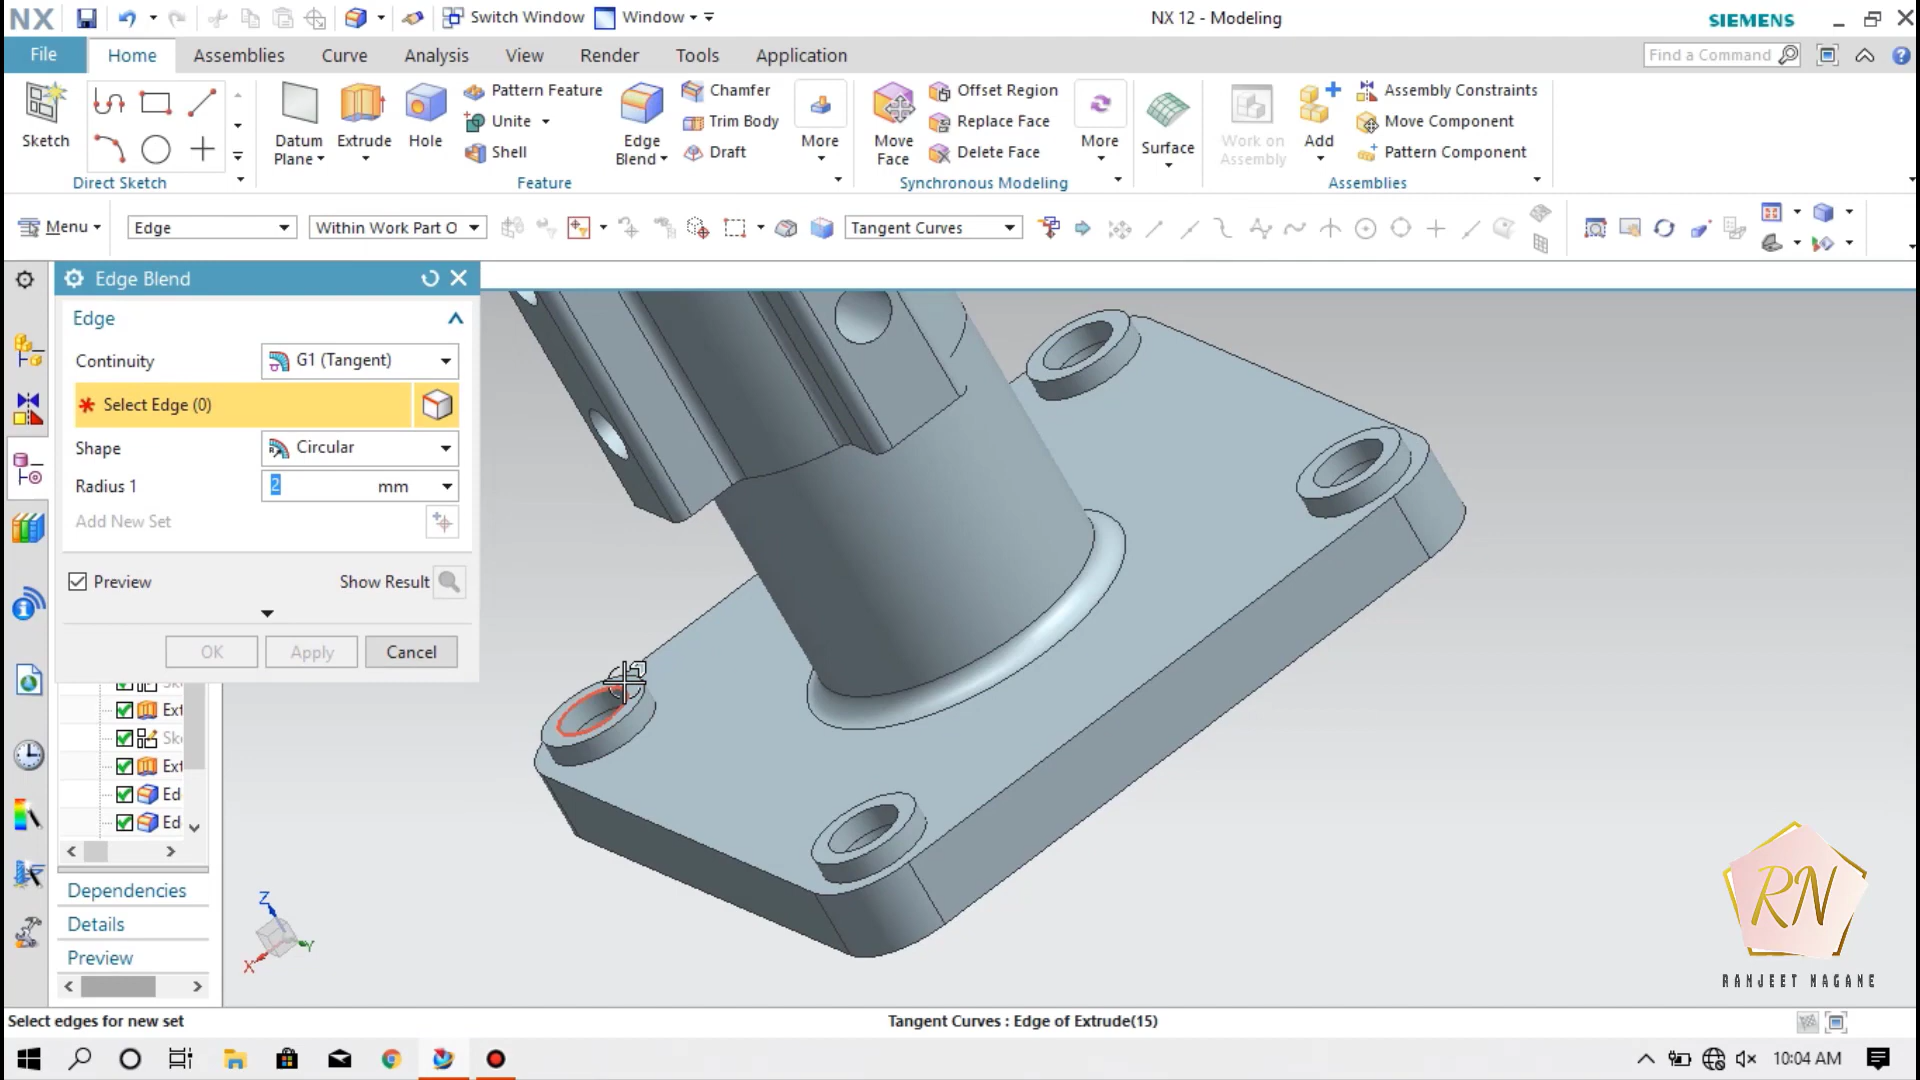 NX Switch Window Window NX 12 - Modeling SIEMENS
File Home Assemblies Curve Analysis View Render Tools Application Find a Command
Sketch Datum Plane Extrude Hole Pattern Feature Unite Shell Edge Blend Chamfer Trim Body Draft More Move Face Offset Region Replace Face Delete Face More Surface Work on Assembly Add Assembly Constraints Move Component Pattern Component
Direct Sketch Feature Synchronous Modeling Assemblies
Menu Edge Within Work Part O Tangent Curves
Edge Blend
Edge
Continuity G1 (Tangent)
* Select Edge (0)
Shape Circular
Radius 1 2 mm
Add New Set
Preview Show Result
OK Apply Cancel
Ext
Ske
Ext
Ed
Ed
Dependencies
Details
Preview
Z
Y
X
RN
RANJEET NAGANE
Select edges for new set Tangent Curves : Edge of Extrude(15)
10:04 AM